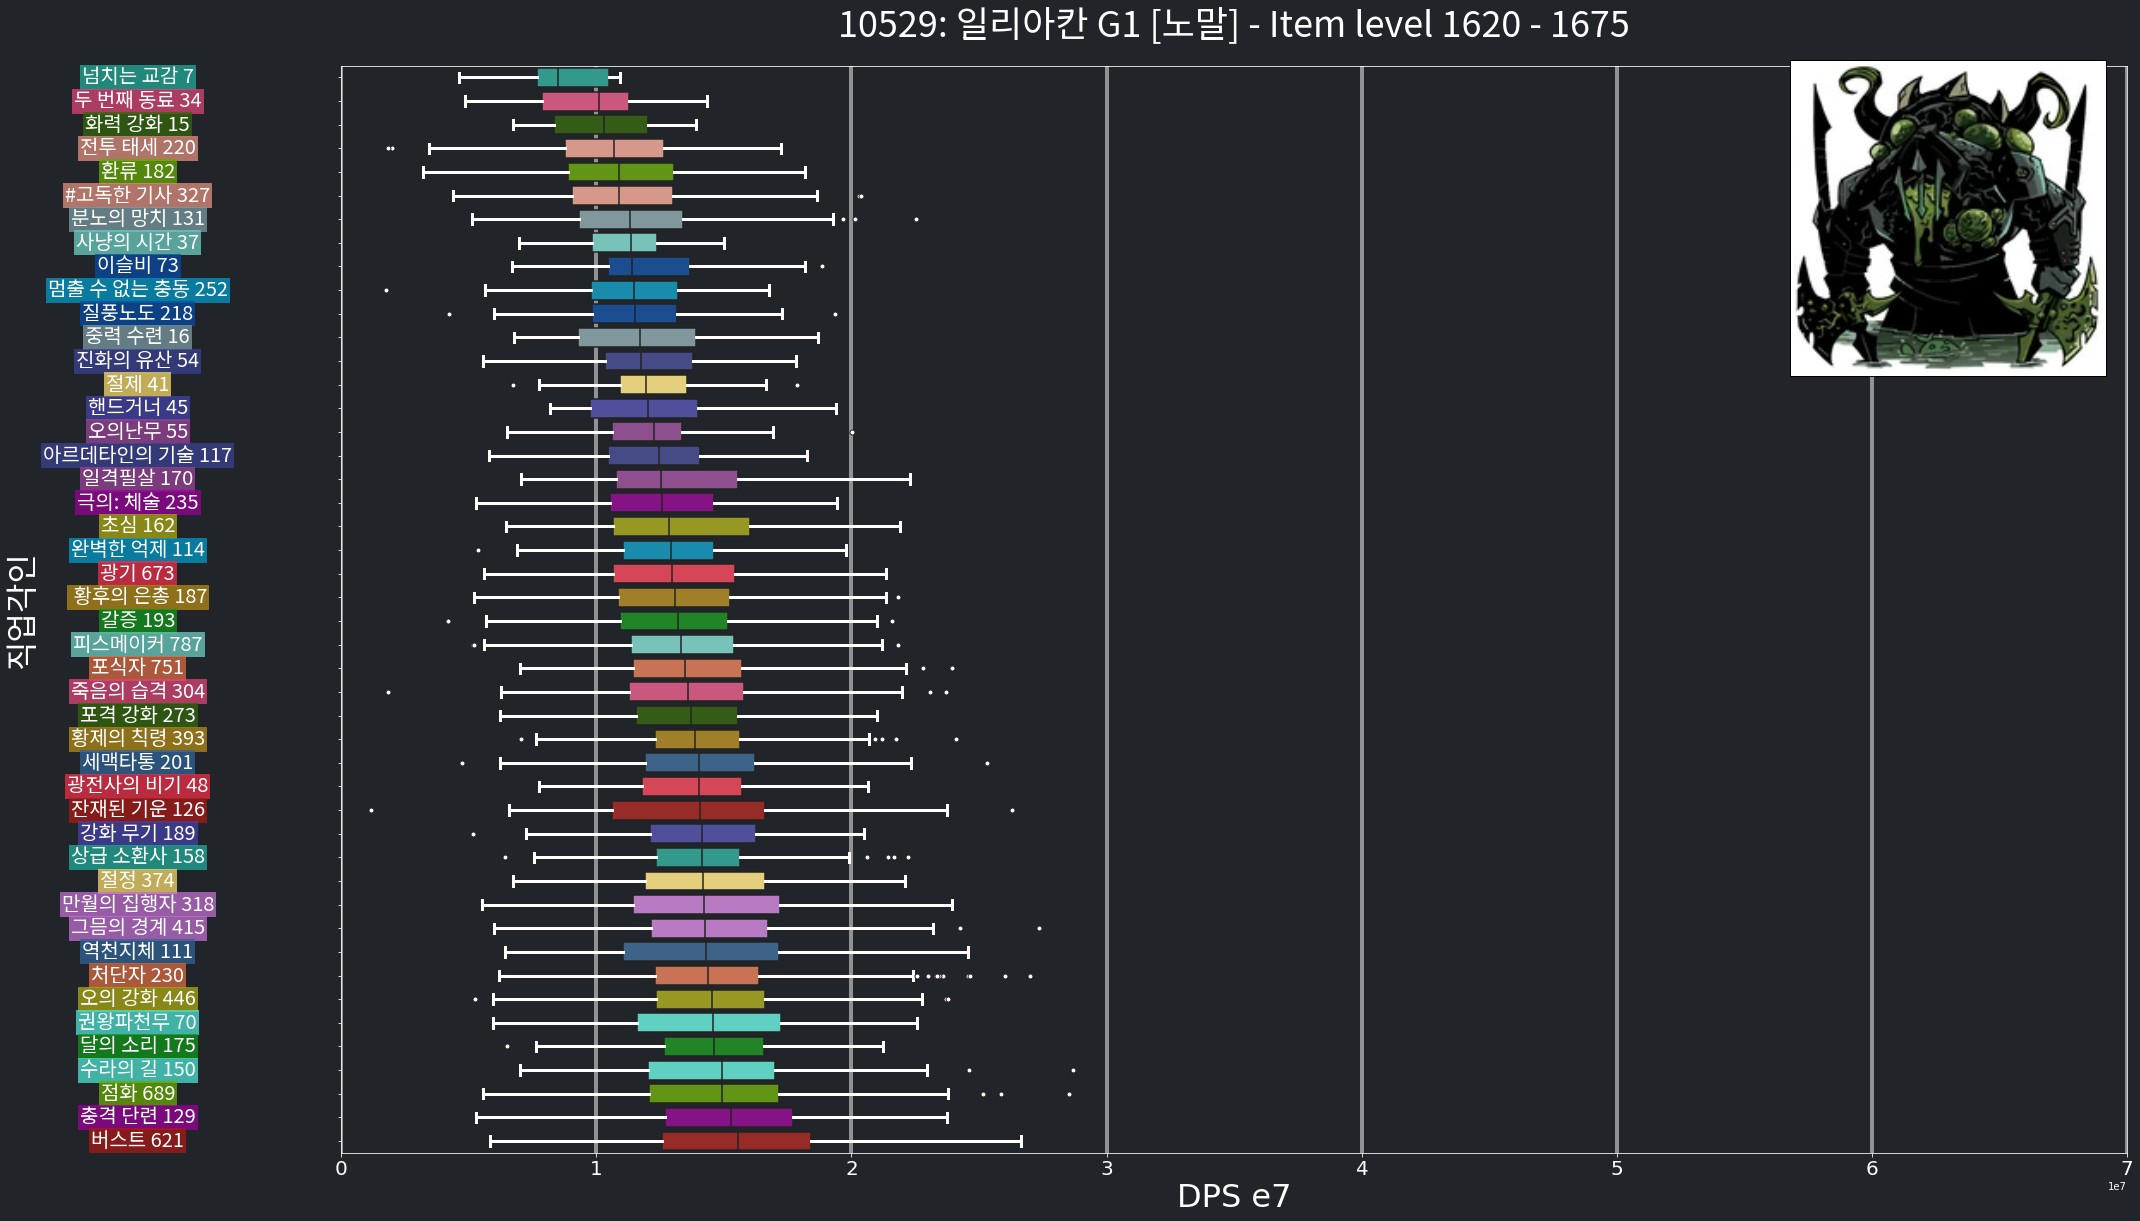 10529: 일리아칸 G1 [노말] - Item level 1620 - 1675
넘치는 교감 7
두 번째 동료 34
화력 강화 15
전투 태세 220
환류 182
#고독한 기사 327
분노의 망치 131
사냥의 시간 37
이슬비 73
멈출 수 없는 충동 252
질풍노도 218
중력 수련 16
진화의 유산 54
절제 41
핸드거너 45
오의난무 55
아르데타인의 기술 117
일격필살 170
극의: 체술 235
초심 162
완벽한 억제 114
광기 673
황후의 은총 187
갈증 193
피스메이커 787
포식자 751
죽음의 습격 304
포격 강화 273
황제의 칙령 393
세맥타통 201
광전사의 비기 48
잔재된 기운 126
강화 무기 189
상급 소환사 158
절정 374
만월의 집행자 318
그믐의 경계 415
역천지체 111
처단자 230
오의 강화 446
권왕파천무 70
달의 소리 175
수라의 길 150
점화 689
충격 단련 129
버스트 621
직업각인
0 1 2 3 4 5 6 7
1e7
DPS e7